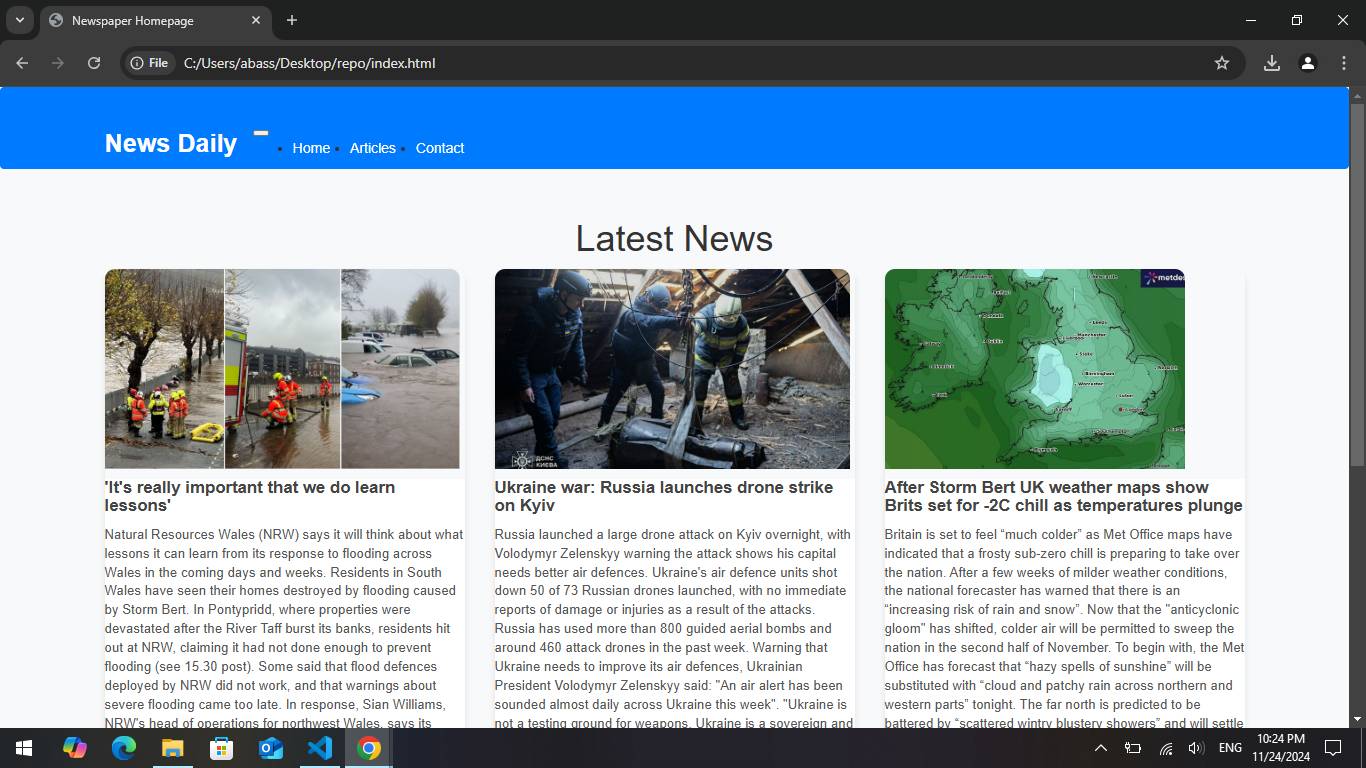 Newspaper Homepage
File
C:/Users/abass/Desktop/repo/index.html
News Daily
Home
Articles
Contact
Latest News
ДСНС
КИЄВА
metdes
'It's really important that we do learn
lessons'
Natural Resources Wales (NRW) says it will think about what
lessons it can learn from its response to flooding across
Wales in the coming days and weeks. Residents in South
Wales have seen their homes destroyed by flooding caused
by Storm Bert. In Pontypridd, where properties were
devastated after the River Taff burst its banks, residents hit
out at NRW, claiming it had not done enough to prevent
flooding (see 15.30 post). Some said that flood defences
deployed by NRW did not work, and that warnings about
severe flooding came too late. In response, Sian Williams,
NRW's head of operations for northwest Wales, says its
Ukraine war: Russia launches drone strike
on Kyiv
Russia launched a large drone attack on Kyiv overnight, with
Volodymyr Zelenskyy warning the attack shows his capital
needs better air defences. Ukraine's air defence units shot
down 50 of 73 Russian drones launched, with no immediate
reports of damage or injuries as a result of the attacks.
Russia has used more than 800 guided aerial bombs and
around 460 attack drones in the past week. Warning that
Ukraine needs to improve its air defences, Ukrainian
President Volodymyr Zelenskyy said: "An air alert has been
sounded almost daily across Ukraine this week". "Ukraine is
not a testing ground for weapons. Ukraine is a sovereign and
After Storm Bert UK weather maps show
Brits set for -2C chill as temperatures plunge
Britain is set to feel “much colder” as Met Office maps have
indicated that a frosty sub-zero chill is preparing to take over
the nation. After a few weeks of milder weather conditions,
the national forecaster has warned that there is an
“increasing risk of rain and snow”. Now that the "anticyclonic
gloom" has shifted, colder air will be permitted to sweep the
nation in the second half of November. To begin with, the Met
Office has forecast that “hazy spells of sunshine” will be
substituted with “cloud and patchy rain across northern and
western parts” tonight. The far north is predicted to be
battered by “scattered wintry blustery showers” and will settle
ENG
10:24 PM
11/24/2024